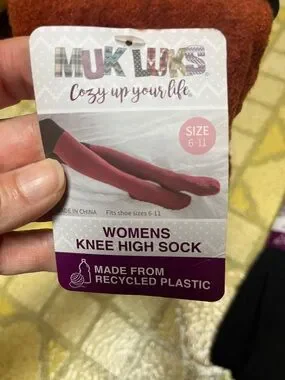 MUK LUKS
Cozy up your life.
SIZE
6-11
MADE IN CHINA Fits shoe sizes 6-11
WOMENS
KNEE HIGH SOCK
MADE FROM
RECYCLED PLASTIC